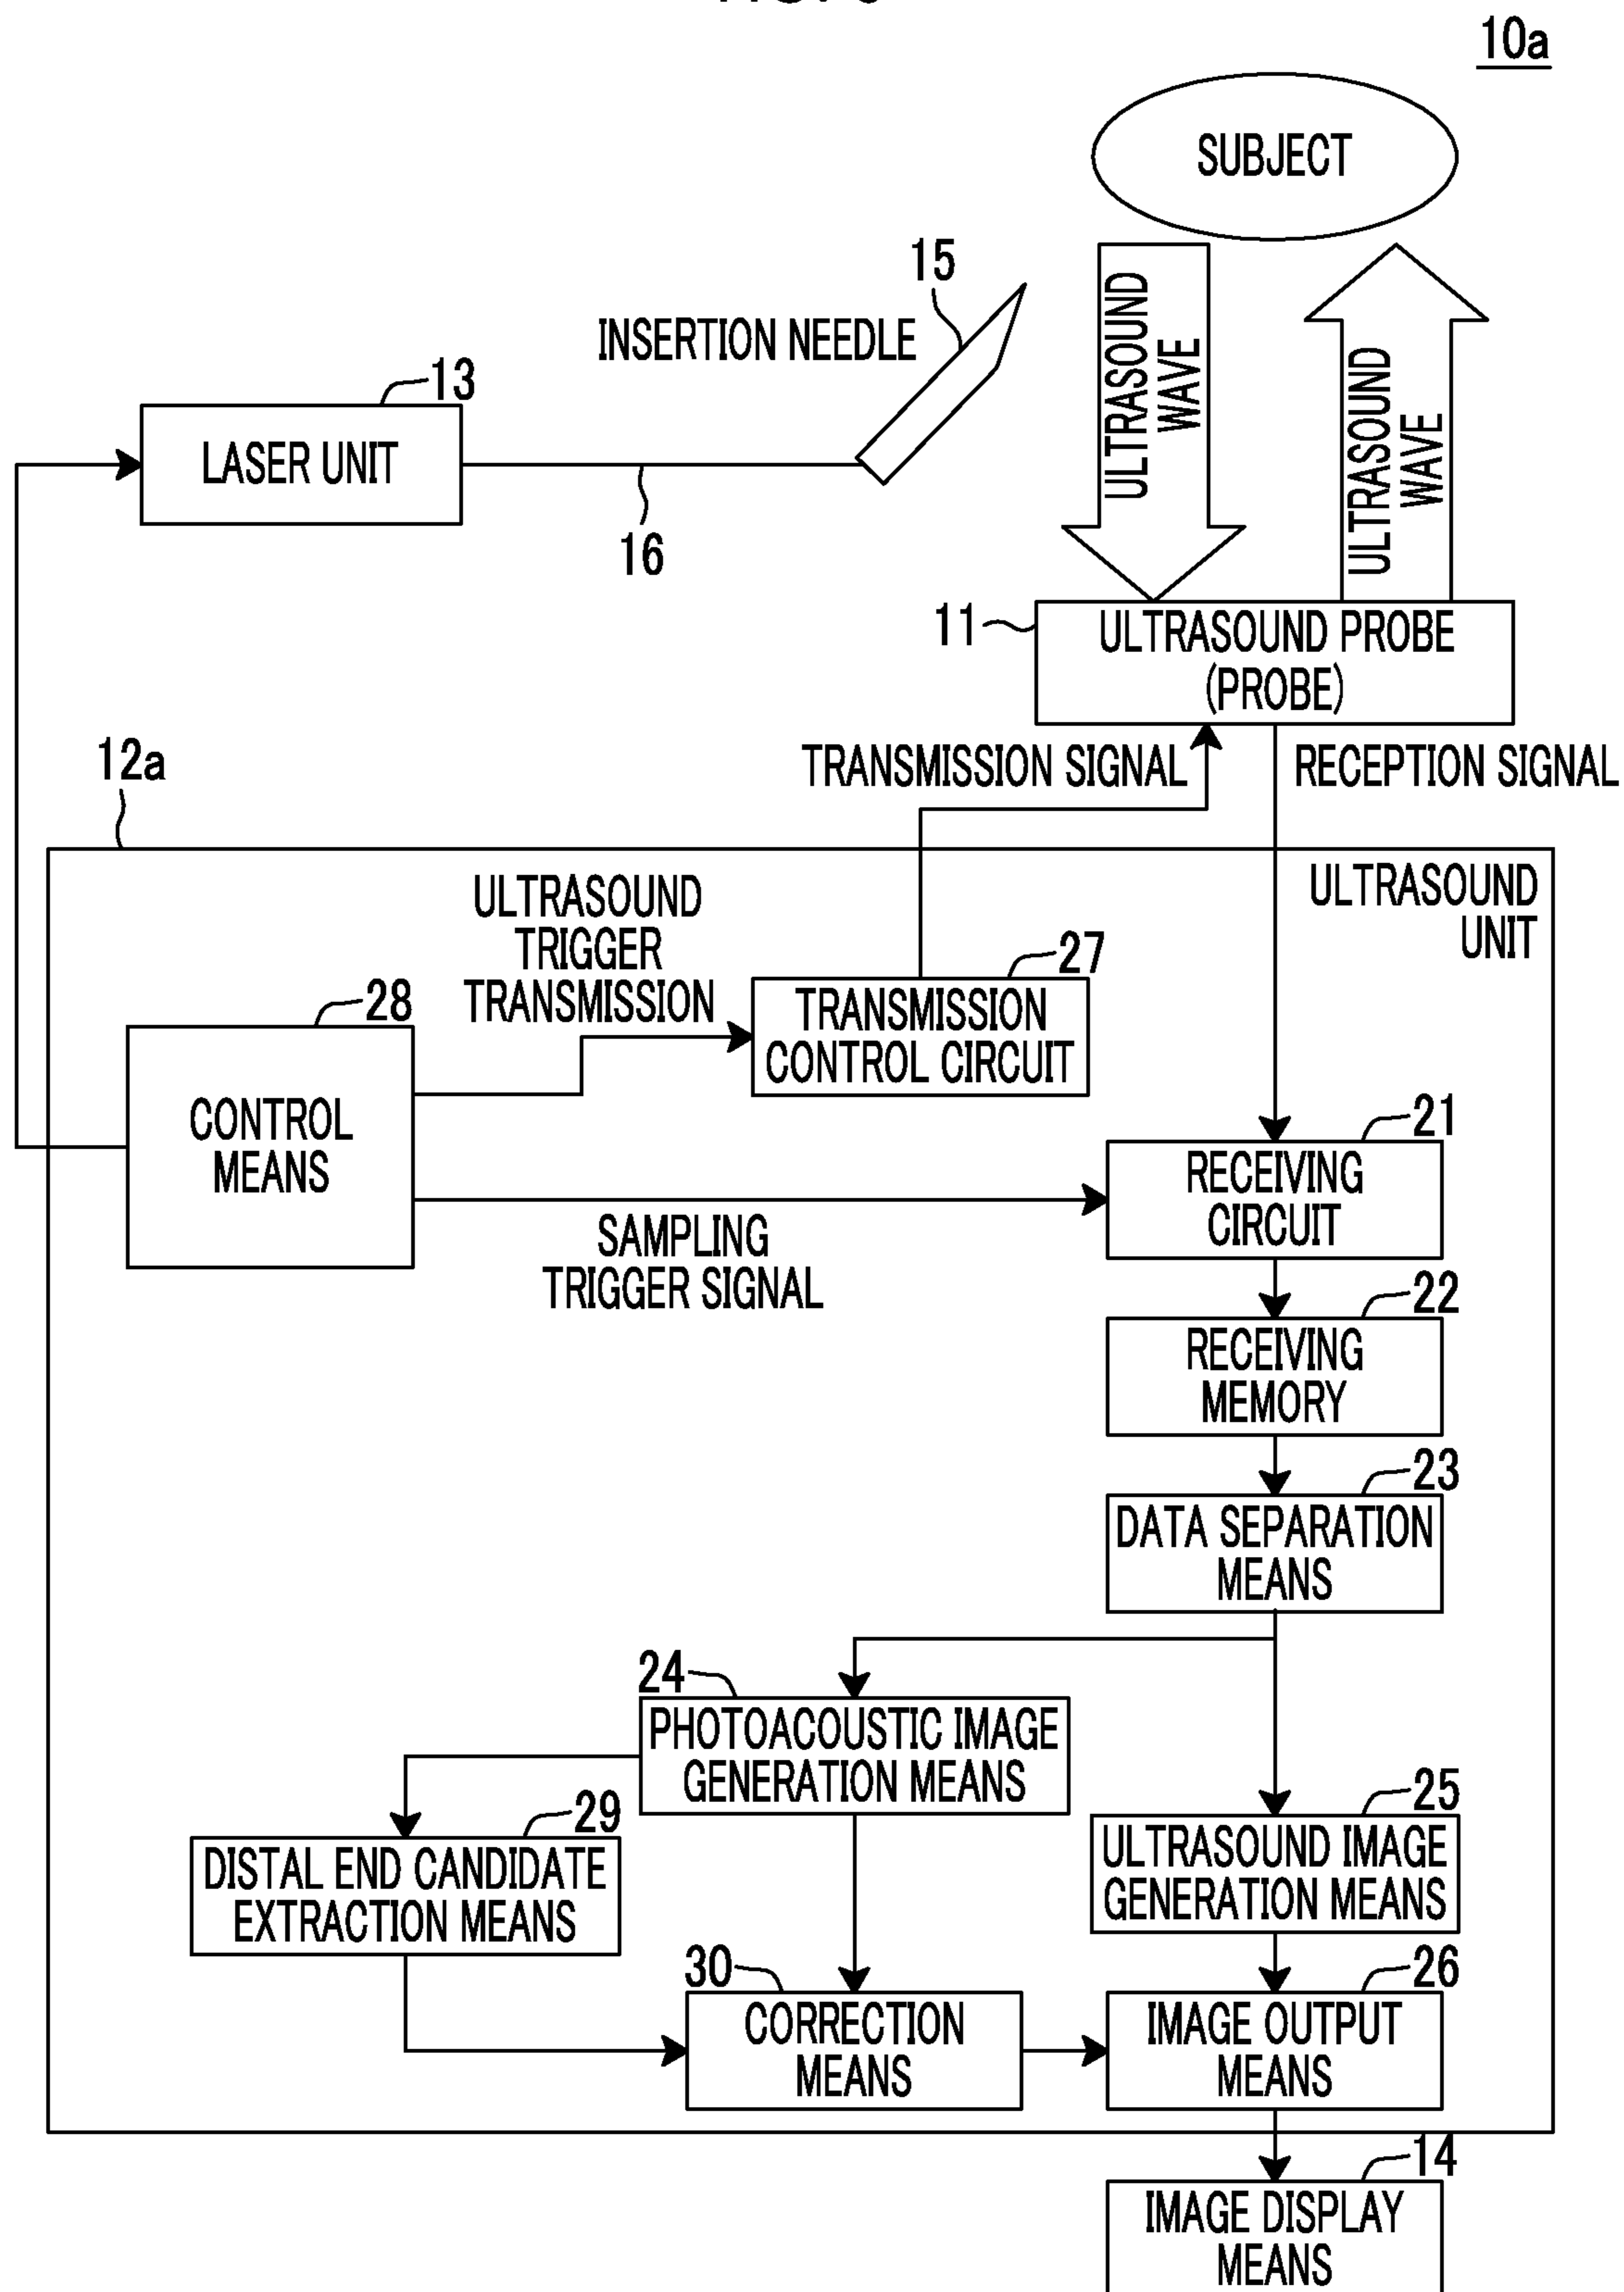 10a
SUBJECT
15
INSERTION NEEDLE
ULTRASOUND
WAVE
ULTRASOUND
WAVE
13
LASER UNIT
16
11
ULTRASOUND PROBE
(PROBE)
12a
TRANSMISSION SIGNAL
RECEPTION SIGNAL
ULTRASOUND
UNIT
ULTRASOUND
TRIGGER
TRANSMISSION
27
TRANSMISSION
CONTROL CIRCUIT
28
CONTROL
MEANS
SAMPLING
TRIGGER SIGNAL
21
RECEIVING
CIRCUIT
22
RECEIVING
MEMORY
23
DATA SEPARATION
MEANS
24
PHOTOACOUSTIC IMAGE
GENERATION MEANS
25
ULTRASOUND IMAGE
GENERATION MEANS
29
DISTAL END CANDIDATE
EXTRACTION MEANS
30
CORRECTION
MEANS
26
IMAGE OUTPUT
MEANS
14
IMAGE DISPLAY
MEANS